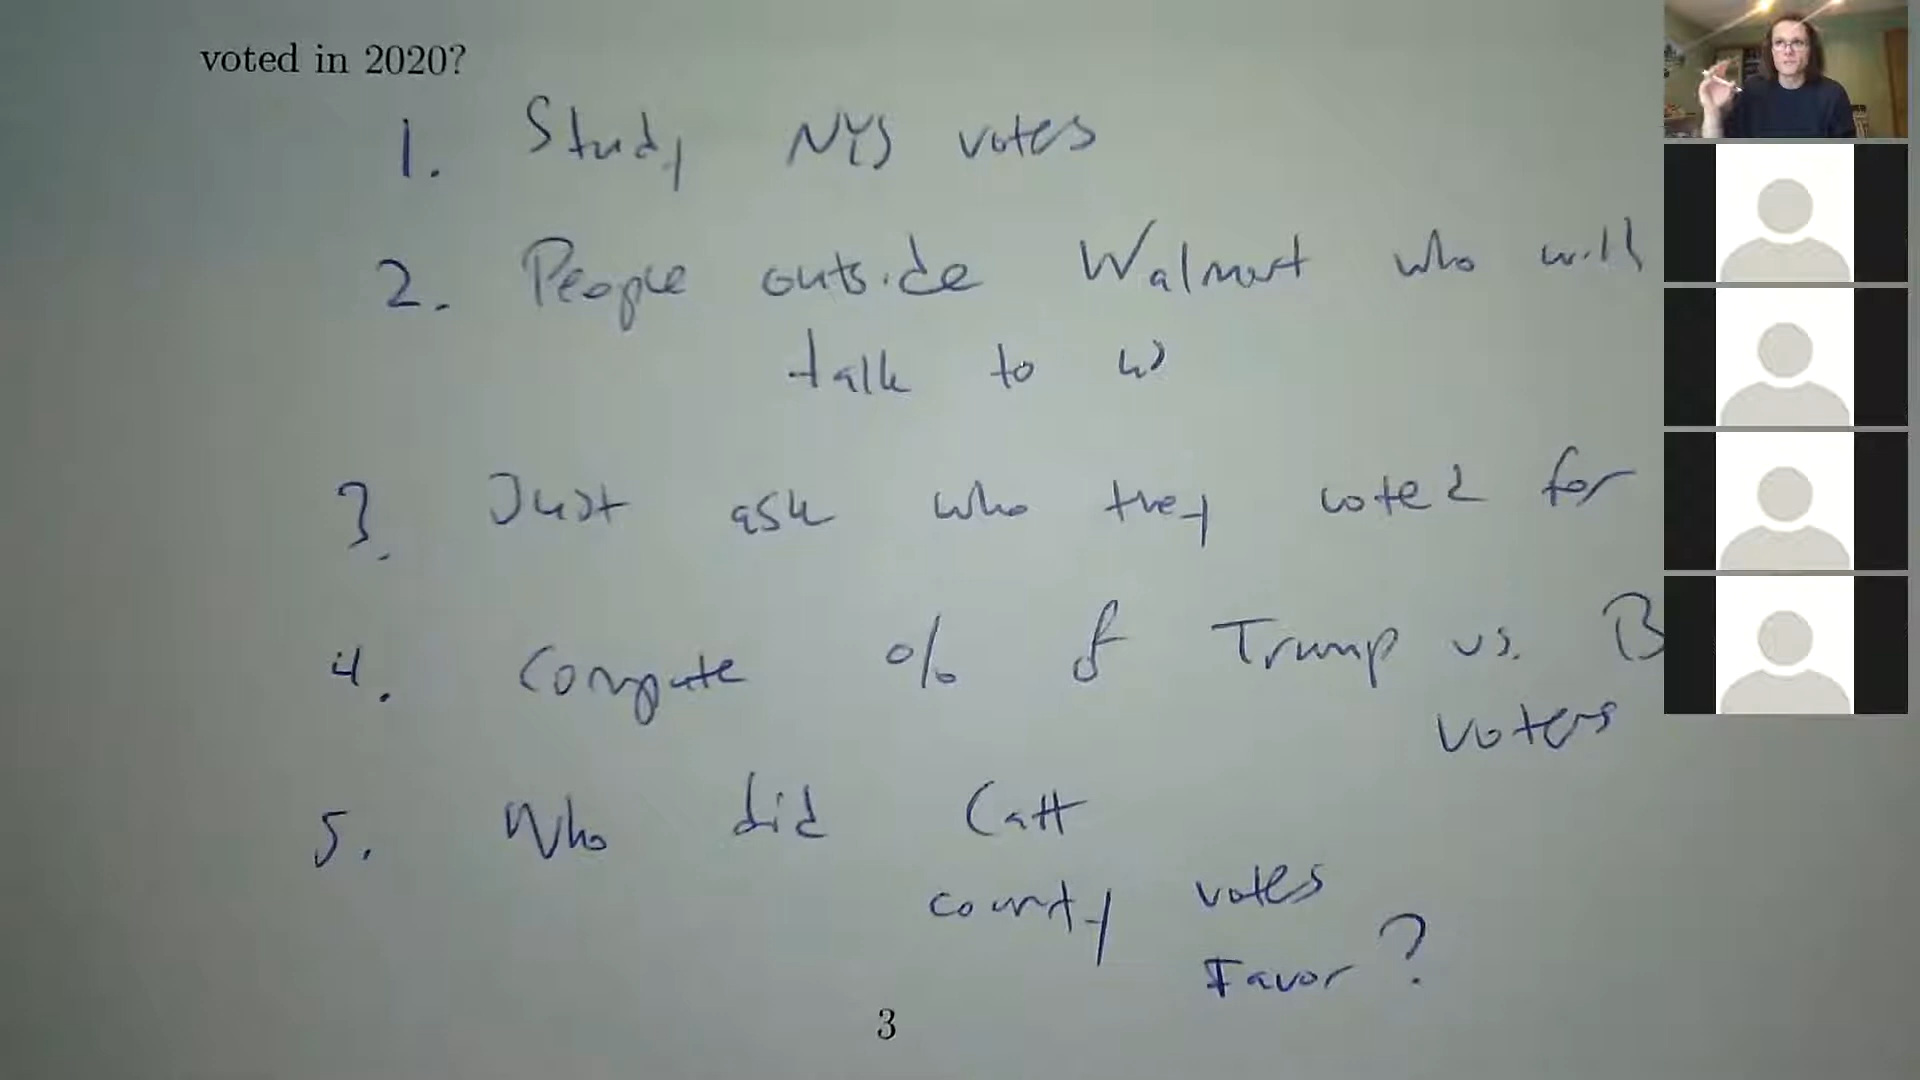 voted in 2020?
1. Study NYS votes
2. People outside Walmart who will
talk to us
3. Just ask who they voted for
4. Compute % of Trump vs. B
voters
5. Who did Catt
county votes
Favor?
3